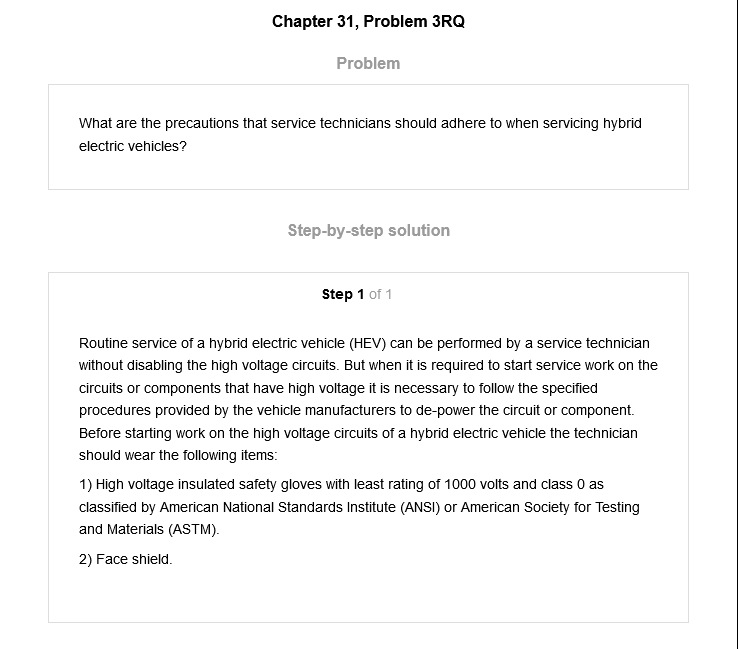 Chapter 31, Problem 3RQ
Problem
What are the precautions that service technicians should adhere to when servicing hybrid
electric vehicles?
Step-by-step solution
Step 1 of 1
Routine service of a hybrid electric vehicle (HEV) can be performed by a service technician
without disabling the high voltage circuits. But when it is required to start service work on the
circuits or components that have high voltage it is necessary to follow the specified
procedures provided by the vehicle manufacturers to de-power the circuit or component.
Before starting work on the high voltage circuits of a hybrid electric vehicle the technician
should wear the following items:
1) High voltage insulated safety gloves with least rating of 1000 volts and class 0 as
classified by American National Standards Institute (ANSI) or American Society for Testing
and Materials (ASTM).
2) Face shield.